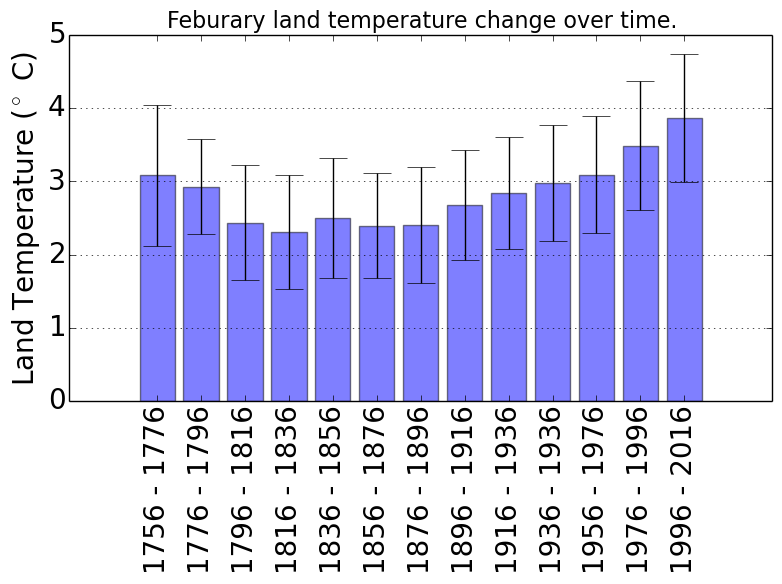 Feburary land temperature change over time.
Land Temperature (° C)
5
4
3
2
1
0
1756 - 1776
1776 - 1796
1796 - 1816
1816 - 1836
1836 - 1856
1856 - 1876
1876 - 1896
1896 - 1916
1916 - 1936
1936 - 1936
1956 - 1976
1976 - 1996
1996 - 2016